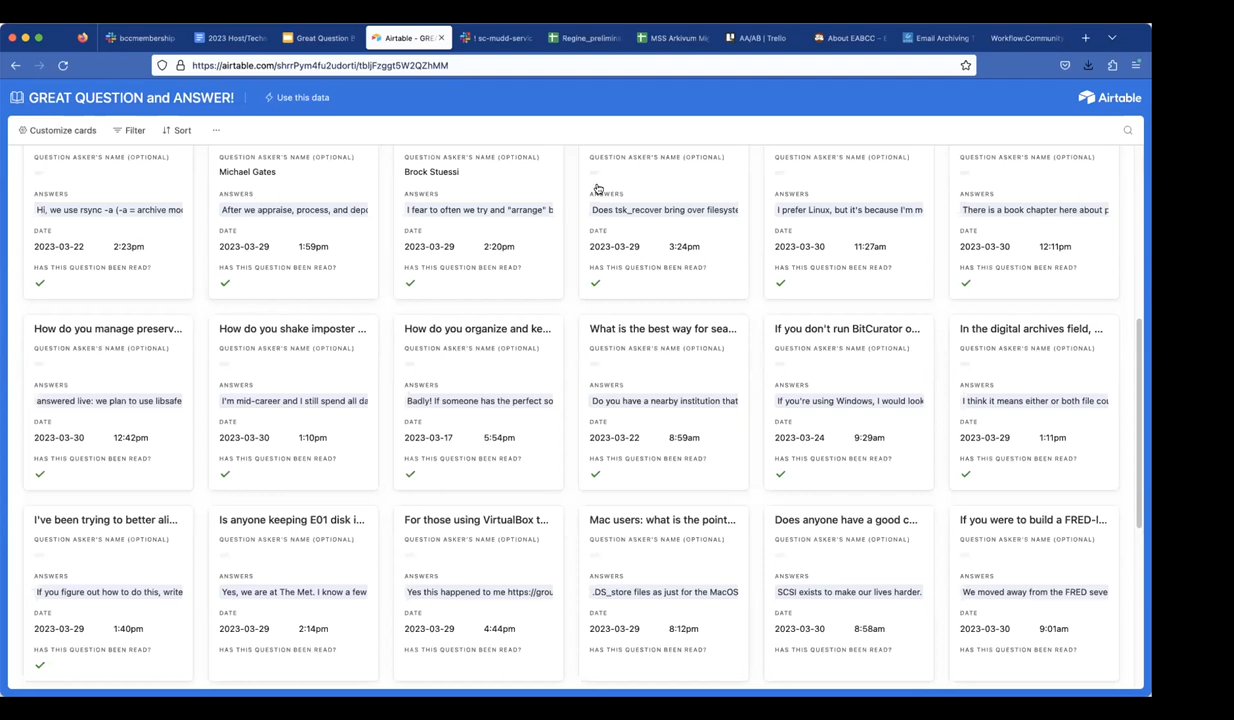 bccmembership
2023 Host/Tech
Great Question B
Airtable - GRE
! sc-mudd-servic
Regine_prelimin
MSS Arkivum Mi
AA/AB | Trello
About EABCC – E
Email Archiving
Workflow:Community
https://airtable.com/shrrPym4fu2udorti/tbljFzggt5W2QZhMM
GREAT QUESTION and ANSWER!
Use this data
Airtable
Customize cards
Filter
Sort
QUESTION ASKER'S NAME (OPTIONAL)
ANSWERS
Hi, we use rsync -a (-a = archive mod
DATE
2023-03-22 2:23pm
HAS THIS QUESTION BEEN READ?
QUESTION ASKER'S NAME (OPTIONAL)
Michael Gates
ANSWERS
After we appraise, process, and depo
DATE
2023-03-29 1:59pm
HAS THIS QUESTION BEEN READ?
QUESTION ASKER'S NAME (OPTIONAL)
Brock Stuessi
ANSWERS
I fear to often we try and "arrange" b
DATE
2023-03-29 2:20pm
HAS THIS QUESTION BEEN READ?
QUESTION ASKER'S NAME (OPTIONAL)
ANSWERS
Does tsk_recover bring over filesyste
DATE
2023-03-29 3:24pm
HAS THIS QUESTION BEEN READ?
QUESTION ASKER'S NAME (OPTIONAL)
ANSWERS
I prefer Linux, but it's because I'm m
DATE
2023-03-30 11:27am
HAS THIS QUESTION BEEN READ?
QUESTION ASKER'S NAME (OPTIONAL)
ANSWERS
There is a book chapter here about p
DATE
2023-03-30 12:11pm
HAS THIS QUESTION BEEN READ?
How do you manage preserv...
QUESTION ASKER'S NAME (OPTIONAL)
ANSWERS
answered live: we plan to use libsafe
DATE
2023-03-30 12:42pm
HAS THIS QUESTION BEEN READ?
How do you shake imposter ...
QUESTION ASKER'S NAME (OPTIONAL)
ANSWERS
I'm mid-career and I still spend all da
DATE
2023-03-30 1:10pm
HAS THIS QUESTION BEEN READ?
How do you organize and ke...
QUESTION ASKER'S NAME (OPTIONAL)
ANSWERS
Badly! If someone has the perfect so
DATE
2023-03-17 5:54pm
HAS THIS QUESTION BEEN READ?
What is the best way for sea...
QUESTION ASKER'S NAME (OPTIONAL)
ANSWERS
Do you have a nearby institution that
DATE
2023-03-22 8:59am
HAS THIS QUESTION BEEN READ?
If you don't run BitCurator o...
QUESTION ASKER'S NAME (OPTIONAL)
ANSWERS
If you're using Windows, I would look
DATE
2023-03-24 9:29am
HAS THIS QUESTION BEEN READ?
In the digital archives field, ...
QUESTION ASKER'S NAME (OPTIONAL)
ANSWERS
I think it means either or both file cou
DATE
2023-03-29 1:11pm
HAS THIS QUESTION BEEN READ?
I've been trying to better ali...
QUESTION ASKER'S NAME (OPTIONAL)
ANSWERS
If you figure out how to do this, write
DATE
2023-03-29 1:40pm
HAS THIS QUESTION BEEN READ?
Is anyone keeping E01 disk i...
QUESTION ASKER'S NAME (OPTIONAL)
ANSWERS
Yes, we are at The Met. I know a few
DATE
2023-03-29 2:14pm
HAS THIS QUESTION BEEN READ?
For those using VirtualBox t...
QUESTION ASKER'S NAME (OPTIONAL)
ANSWERS
Yes this happened to me https://grou
DATE
2023-03-29 4:44pm
HAS THIS QUESTION BEEN READ?
Mac users: what is the point...
QUESTION ASKER'S NAME (OPTIONAL)
ANSWERS
.DS_store files as just for the MacOS
DATE
2023-03-29 8:12pm
HAS THIS QUESTION BEEN READ?
Does anyone have a good c...
QUESTION ASKER'S NAME (OPTIONAL)
ANSWERS
SCSI exists to make our lives harder.
DATE
2023-03-30 8:58am
HAS THIS QUESTION BEEN READ?
If you were to build a FRED-l...
QUESTION ASKER'S NAME (OPTIONAL)
ANSWERS
We moved away from the FRED seve
DATE
2023-03-30 9:01am
HAS THIS QUESTION BEEN READ?